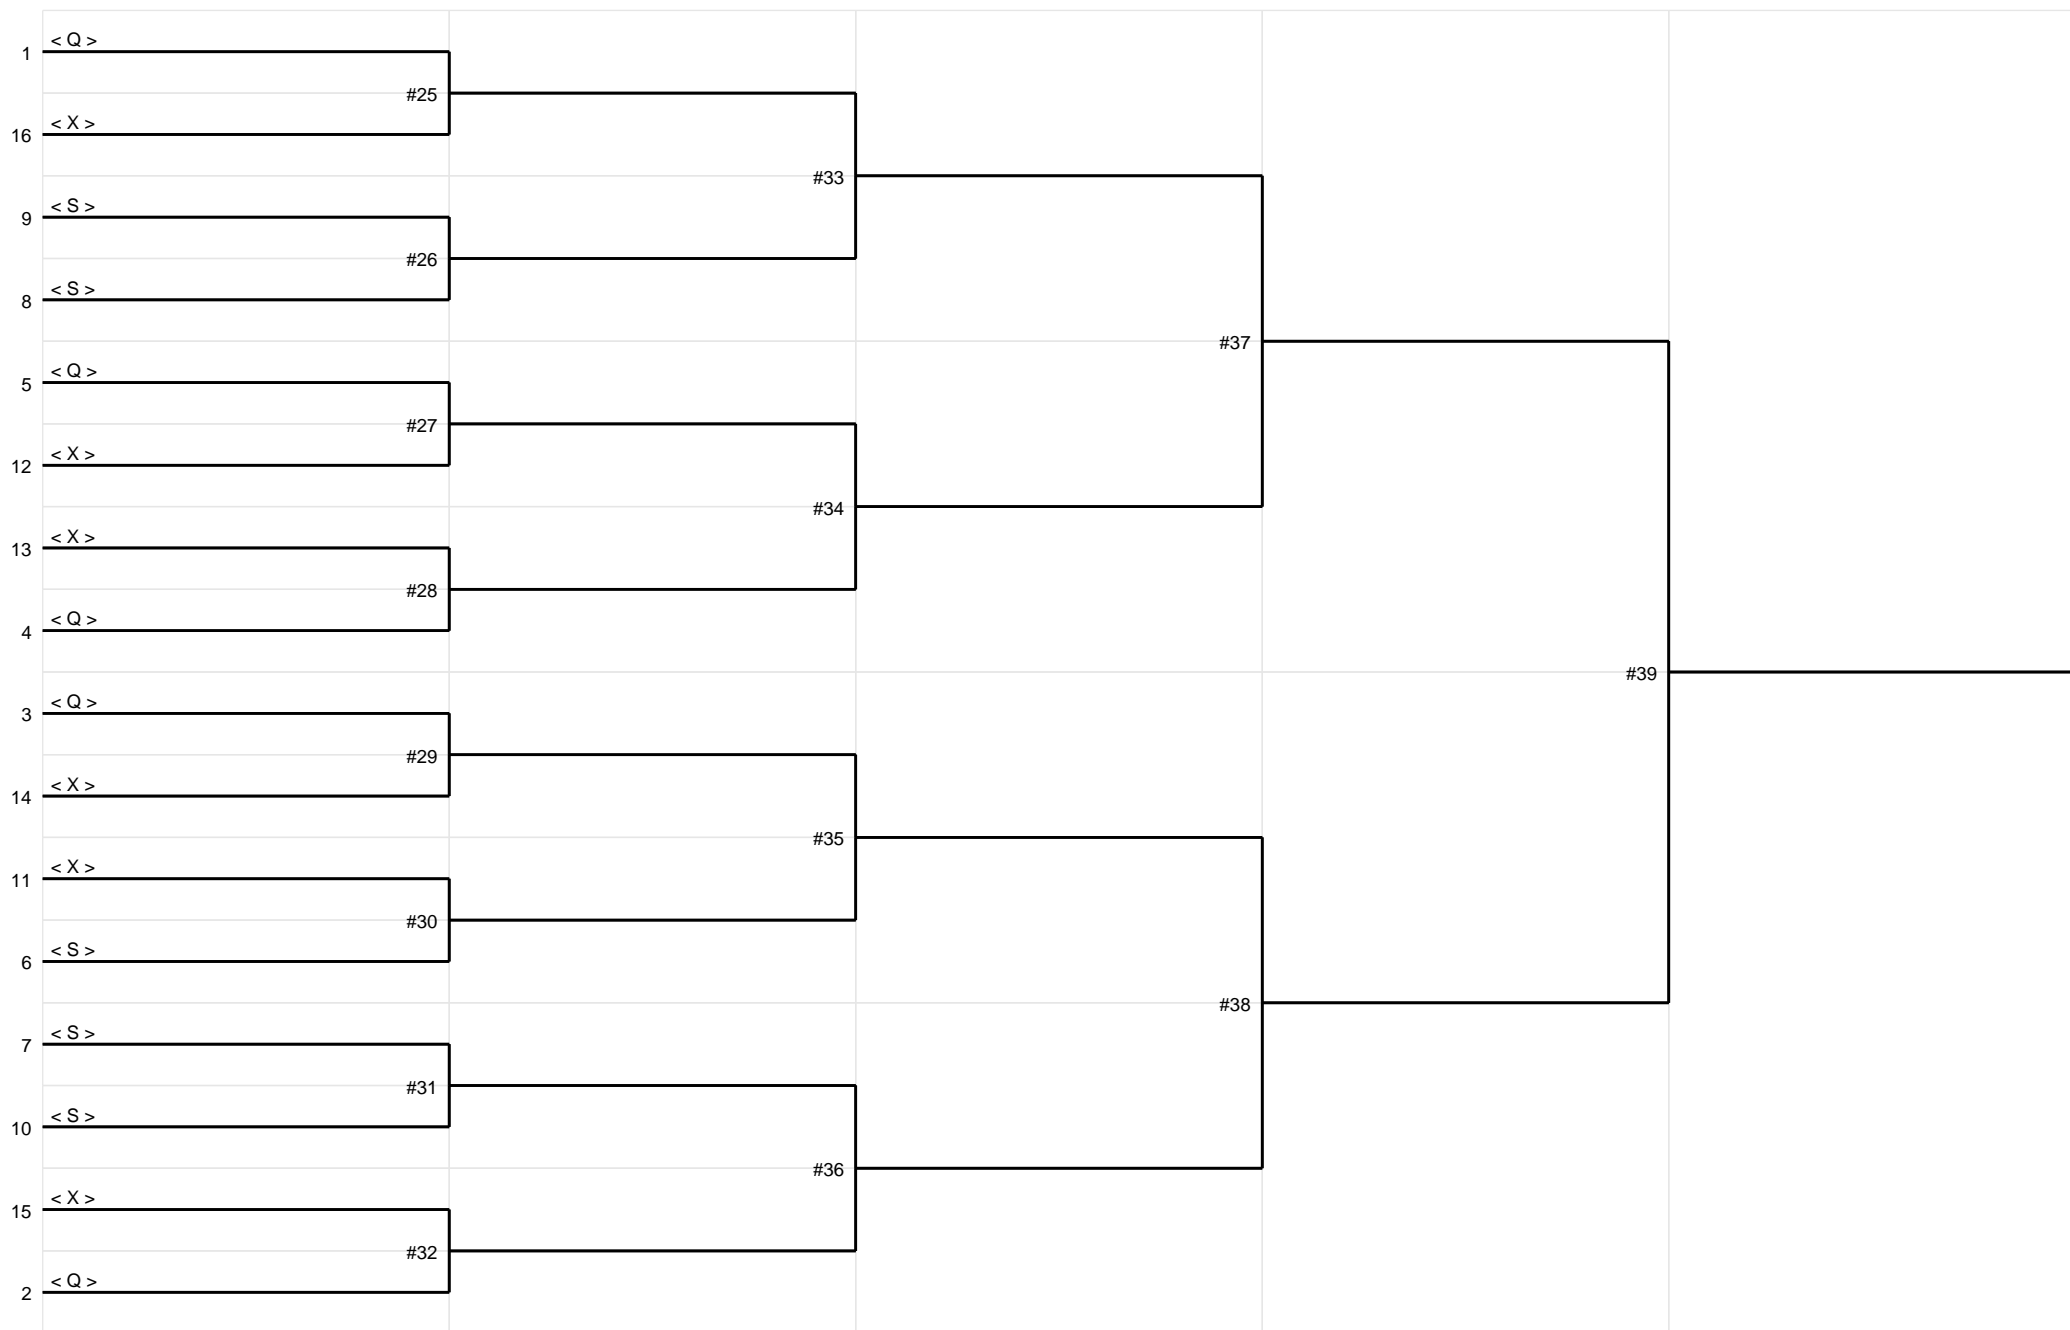 < Q >
1
#25
< X >
16
#33
< S >
9
#26
< S >
8
#37
< Q >
5
#27
< X >
12
#34
< X >
13
#28
< Q >
4
#39
< Q >
3
#29
< X >
14
#35
< X >
11
#30
< S >
6
#38
< S >
7
#31
< S >
10
#36
< X >
15
#32
< Q >
2